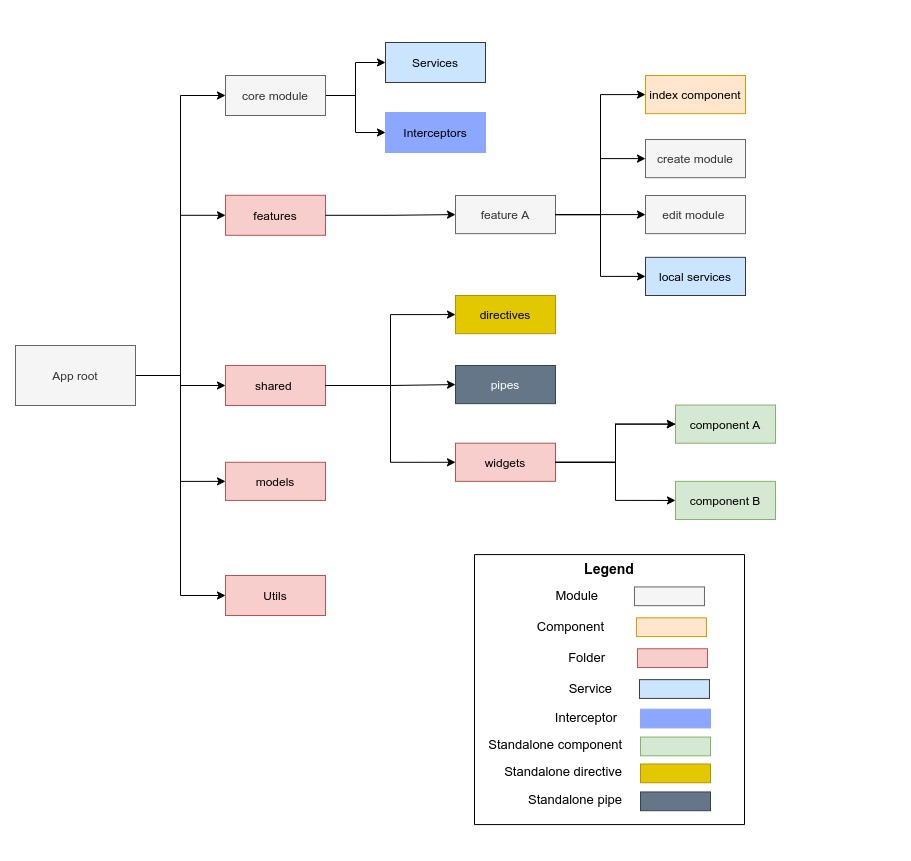 Services
core module
index component
Interceptors
create module
features
feature A
edit module
local services
directives
App root
shared
pipes
component A
widgets
models
component B
Legend
Utils
Module
Component
Folder
Service
Interceptor
Standalone component
Standalone directive
Standalone pipe